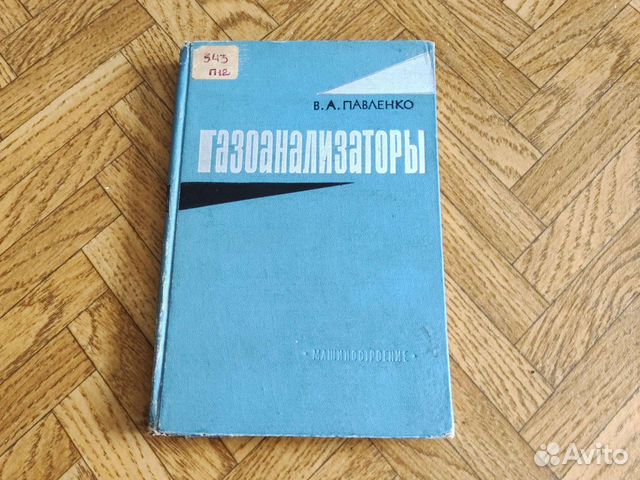 543
П12
В.А.ПАВЛЕНКО
Газоанализаторы
• МАШИНОСТРОЕНИЕ •
Avito